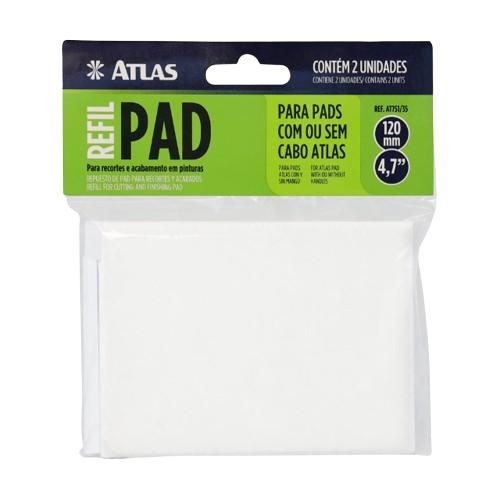 ATLAS
CONTÉM 2 UNIDADES
CONTIENE 2 UNIDADES/ CONTAINS 2 UNITS
REFIL
PAD
Para recortes e acabamento em pinturas
REPUESTO DE PAD PARA RECORTES Y ACABADOS
REFILL FOR CUTTING AND FINISHING PAD
PARA PADS
COM OU SEM
CABO ATLAS
PARA PADS
ATLAS CON Y
SIN MANGO
FOR ATLAS PAD
WITH OU WITHOUT
HANDLES
REF. AT751/35
120
mm
4,7”